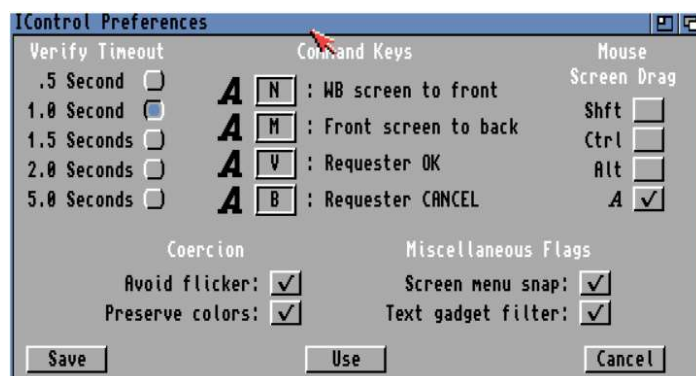 IControl Preferences
Verify Timeout
.5 Second
1.0 Second
1.5 Seconds
2.0 Seconds
5.0 Seconds
Command Keys
A N : WB screen to front
A M : Front screen to back
A V : Requester OK
A B : Requester CANCEL
Mouse
Screen Drag
Shft
Ctrl
Alt
A
Coercion
Avoid flicker:
Preserve colors:
Miscellaneous Flags
Screen menu snap:
Text gadget filter:
Save
Use
Cancel